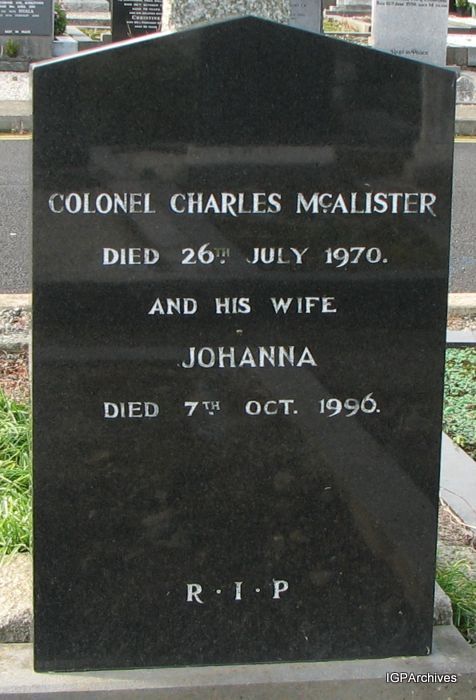 COLONEL CHARLES McALISTER
DIED 26TH JULY 1970.
AND HIS WIFE
JOHANNA
DIED 7TH OCT. 1996.
R·I·P
IGPArchives